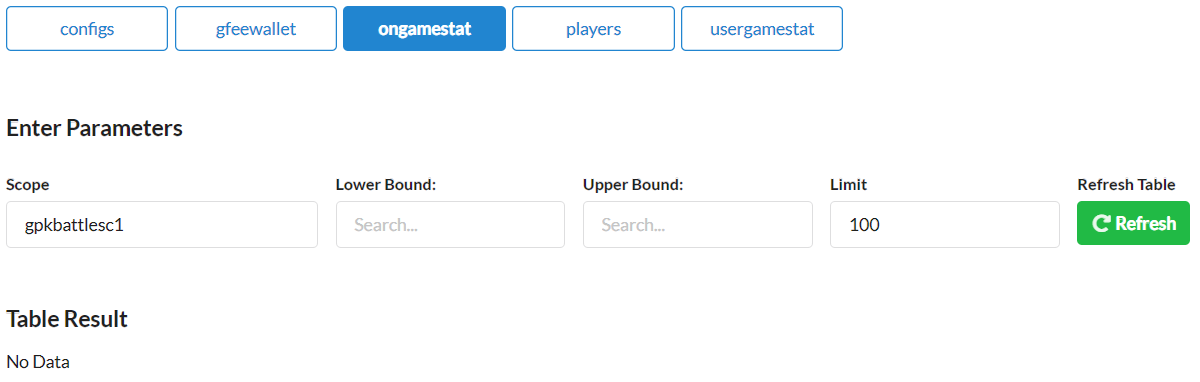 configs gfeewallet ongamestat players usergamestat
Enter Parameters
Scope Lower Bound: Upper Bound: Limit Refresh Table
gpkbattlesc1 Search... Search... 100 Refresh
Table Result
No Data